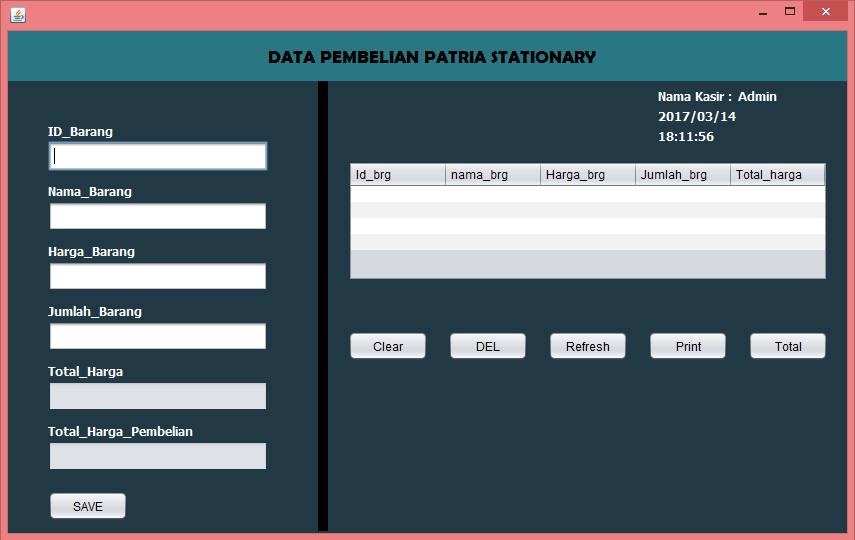 DATA PEMBELIAN PATRIA STATIONARY
ID_Barang
Nama_Barang
Harga_Barang
Jumlah_Barang
Total_Harga
Total_Harga_Pembelian
SAVE
Nama Kasir : Admin
2017/03/14
18:11:56
Id_brg nama_brg Harga_brg Jumlah_brg Total_harga
Clear DEL Refresh Print Total